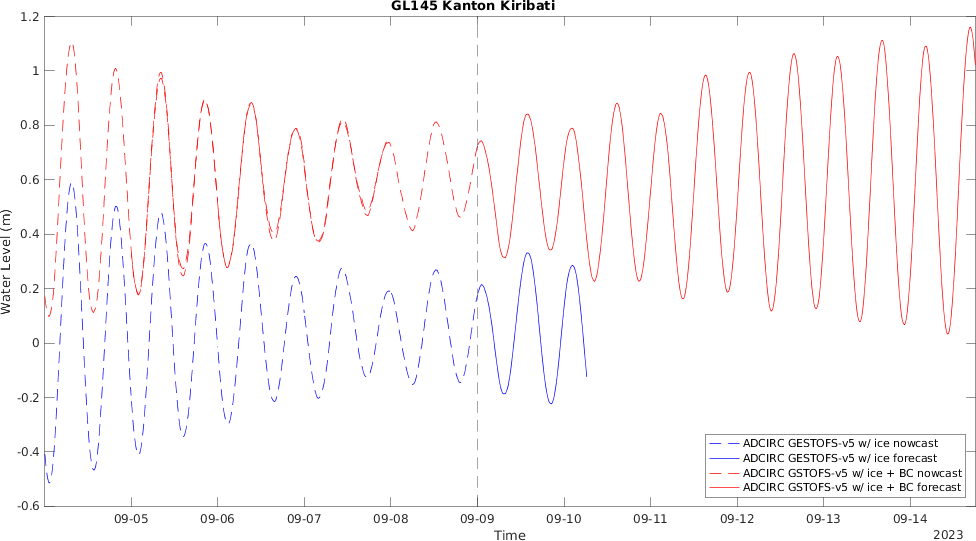 GL145 Kanton Kiribati
1.2
1
0.8
0.6
0.4
0.2
0
-0.2
-0.4
-0.6
Water Level (m)
ADCIRC GESTOFS-v5 w/ ice nowcast
ADCIRC GESTOFS-v5 w/ ice forecast
ADCIRC GSTOFS-v5 w/ ice + BC nowcast
ADCIRC GSTOFS-v5 w/ ice + BC forecast
09-05 09-06 09-07 09-08 09-09 09-10 09-11 09-12 09-13 09-14
Time
2023